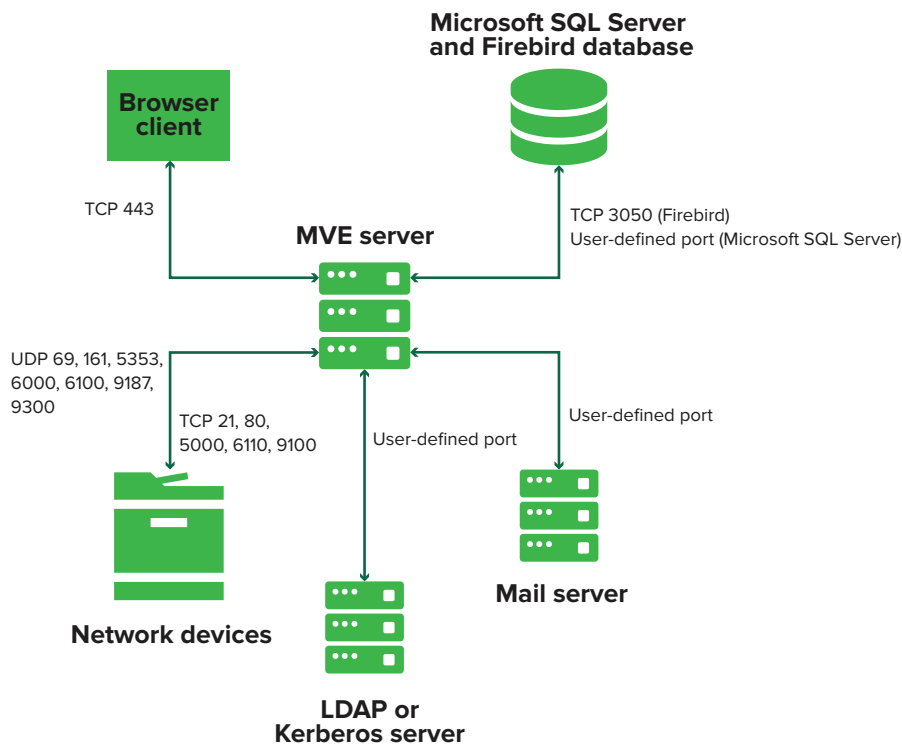 Microsoft SQL Server
and Firebird database
Browser
client
TCP 443
TCP 3050 (Firebird)
User-defined port (Microsoft SQL Server)
MVE server
UDP 69, 161, 5353,
6000, 6100, 9187,
9300
TCP 21, 80,
5000, 6110, 9100
User-defined port
User-defined port
Network devices
Mail server
LDAP or
Kerberos server